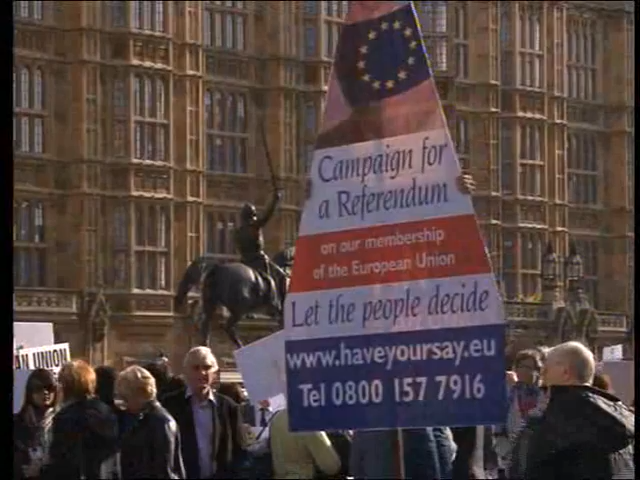 Campaign for
a Referendum
on our membership
of the European Union
Let the people decide
www.haveyoursay.eu
Tel 0800 157 7916
AN UNION